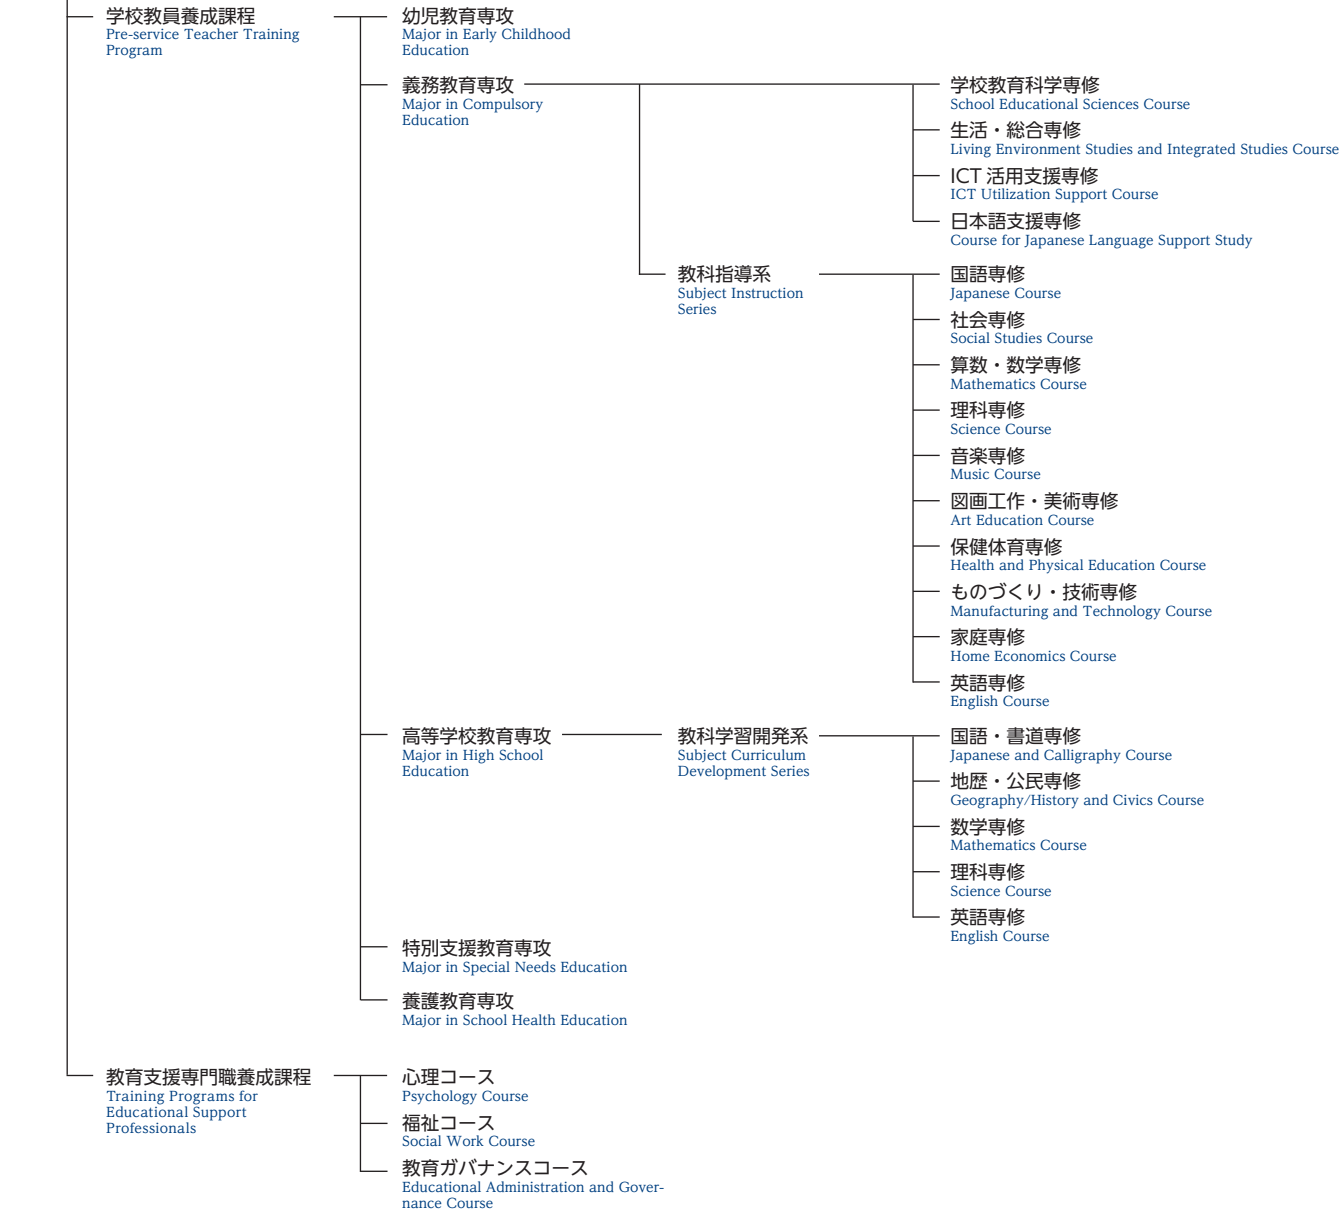 学校教員養成課程
Pre-service Teacher Training
Program
幼児教育専攻
Major in Early Childhood
Education
義務教育専攻
Major in Compulsory
Education
学校教育科学専修
School Educational Sciences Course
生活・総合専修
Living Environment Studies and Integrated Studies Course
ICT 活用支援専修
ICT Utilization Support Course
日本語支援専修
Course for Japanese Language Support Study
教科指導系
Subject Instruction
Series
国語専修
Japanese Course
社会専修
Social Studies Course
算数・数学専修
Mathematics Course
理科専修
Science Course
音楽専修
Music Course
図画工作・美術専修
Art Education Course
保健体育専修
Health and Physical Education Course
ものづくり・技術専修
Manufacturing and Technology Course
家庭専修
Home Economics Course
英語専修
English Course
高等学校教育専攻
Major in High School
Education
教科学習開発系
Subject Curriculum
Development Series
国語・書道専修
Japanese and Calligraphy Course
地歴・公民専修
Geography/History and Civics Course
数学専修
Mathematics Course
理科専修
Science Course
英語専修
English Course
特別支援教育専攻
Major in Special Needs Education
養護教育専攻
Major in School Health Education
教育支援専門職養成課程
Training Programs for
Educational Support
Professionals
心理コース
Psychology Course
福祉コース
Social Work Course
教育ガバナンスコース
Educational Administration and Gover-
nance Course